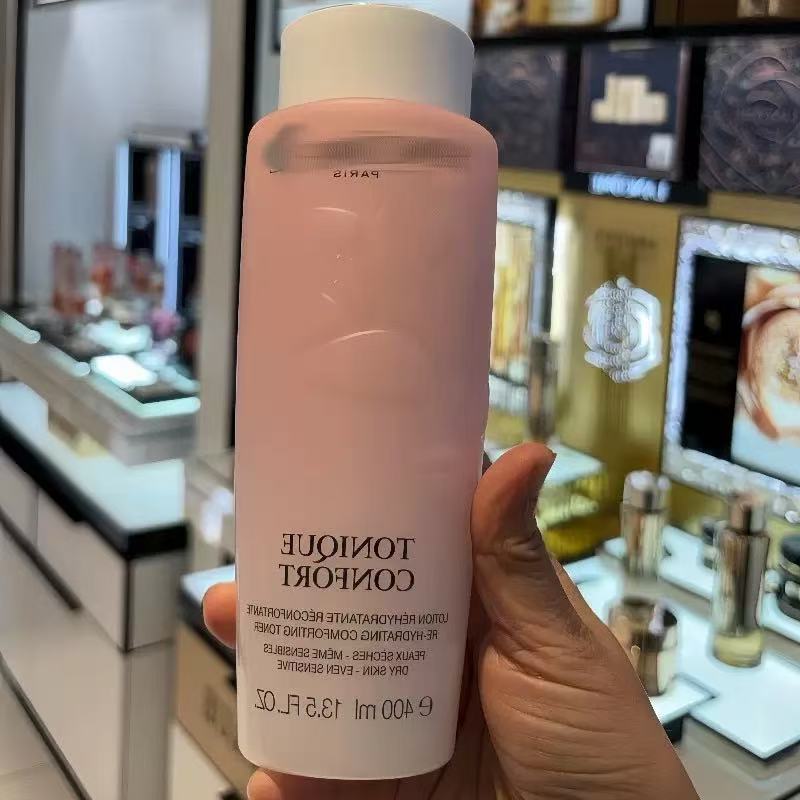 PARIS
TONIQUE
CONFORT
LOTION RÉHYDRATANTE RÉCONFORTANTE
RE-HYDRATING COMFORTING TONER
PEAUX SÈCHES - MÊME SENSIBLES
DRY SKIN - EVEN SENSITIVE
e 400 ml 13.5 FL.OZ.